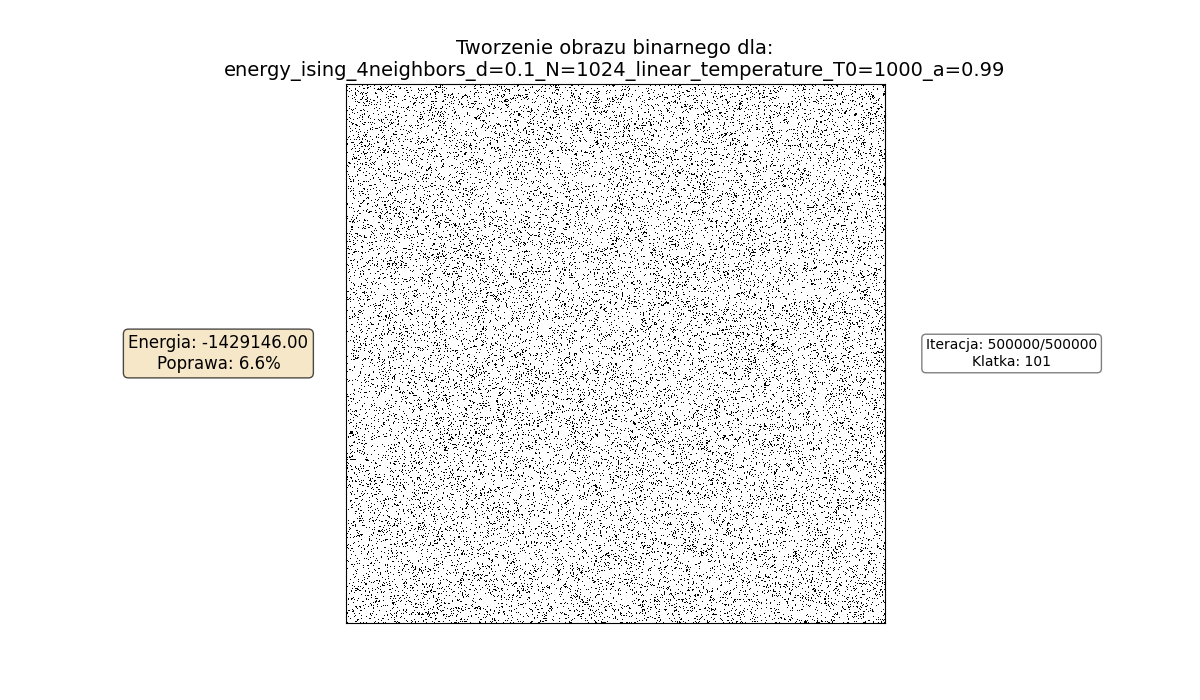 Tworzenie obrazu binarnego dla:
energy_ising_4neighbors_d=0.1_N=1024_linear_temperature_T0=1000_a=0.99
Energia: -1429146.00
Poprawa: 6.6%
Iteracja: 500000/500000
Klatka: 101